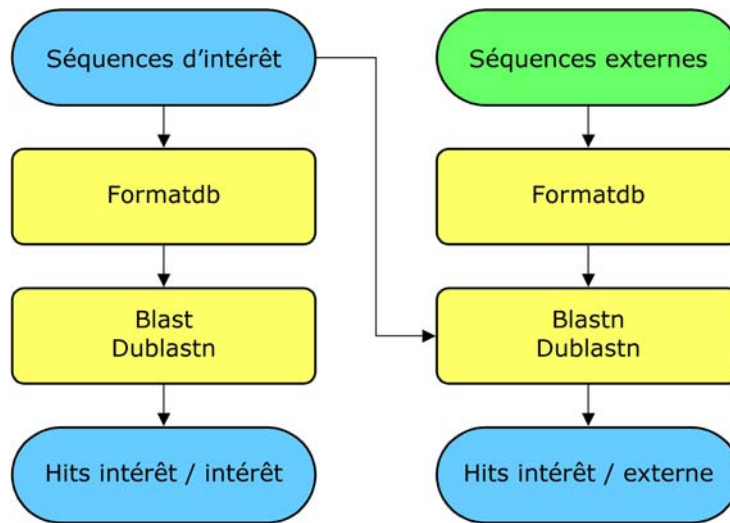 Séquences d'intérêt
Séquences externes
Formatdb
Formatdb
Blast
Dublastn
Blastn
Dublastn
Hits intérêt / intérêt
Hits intérêt / externe